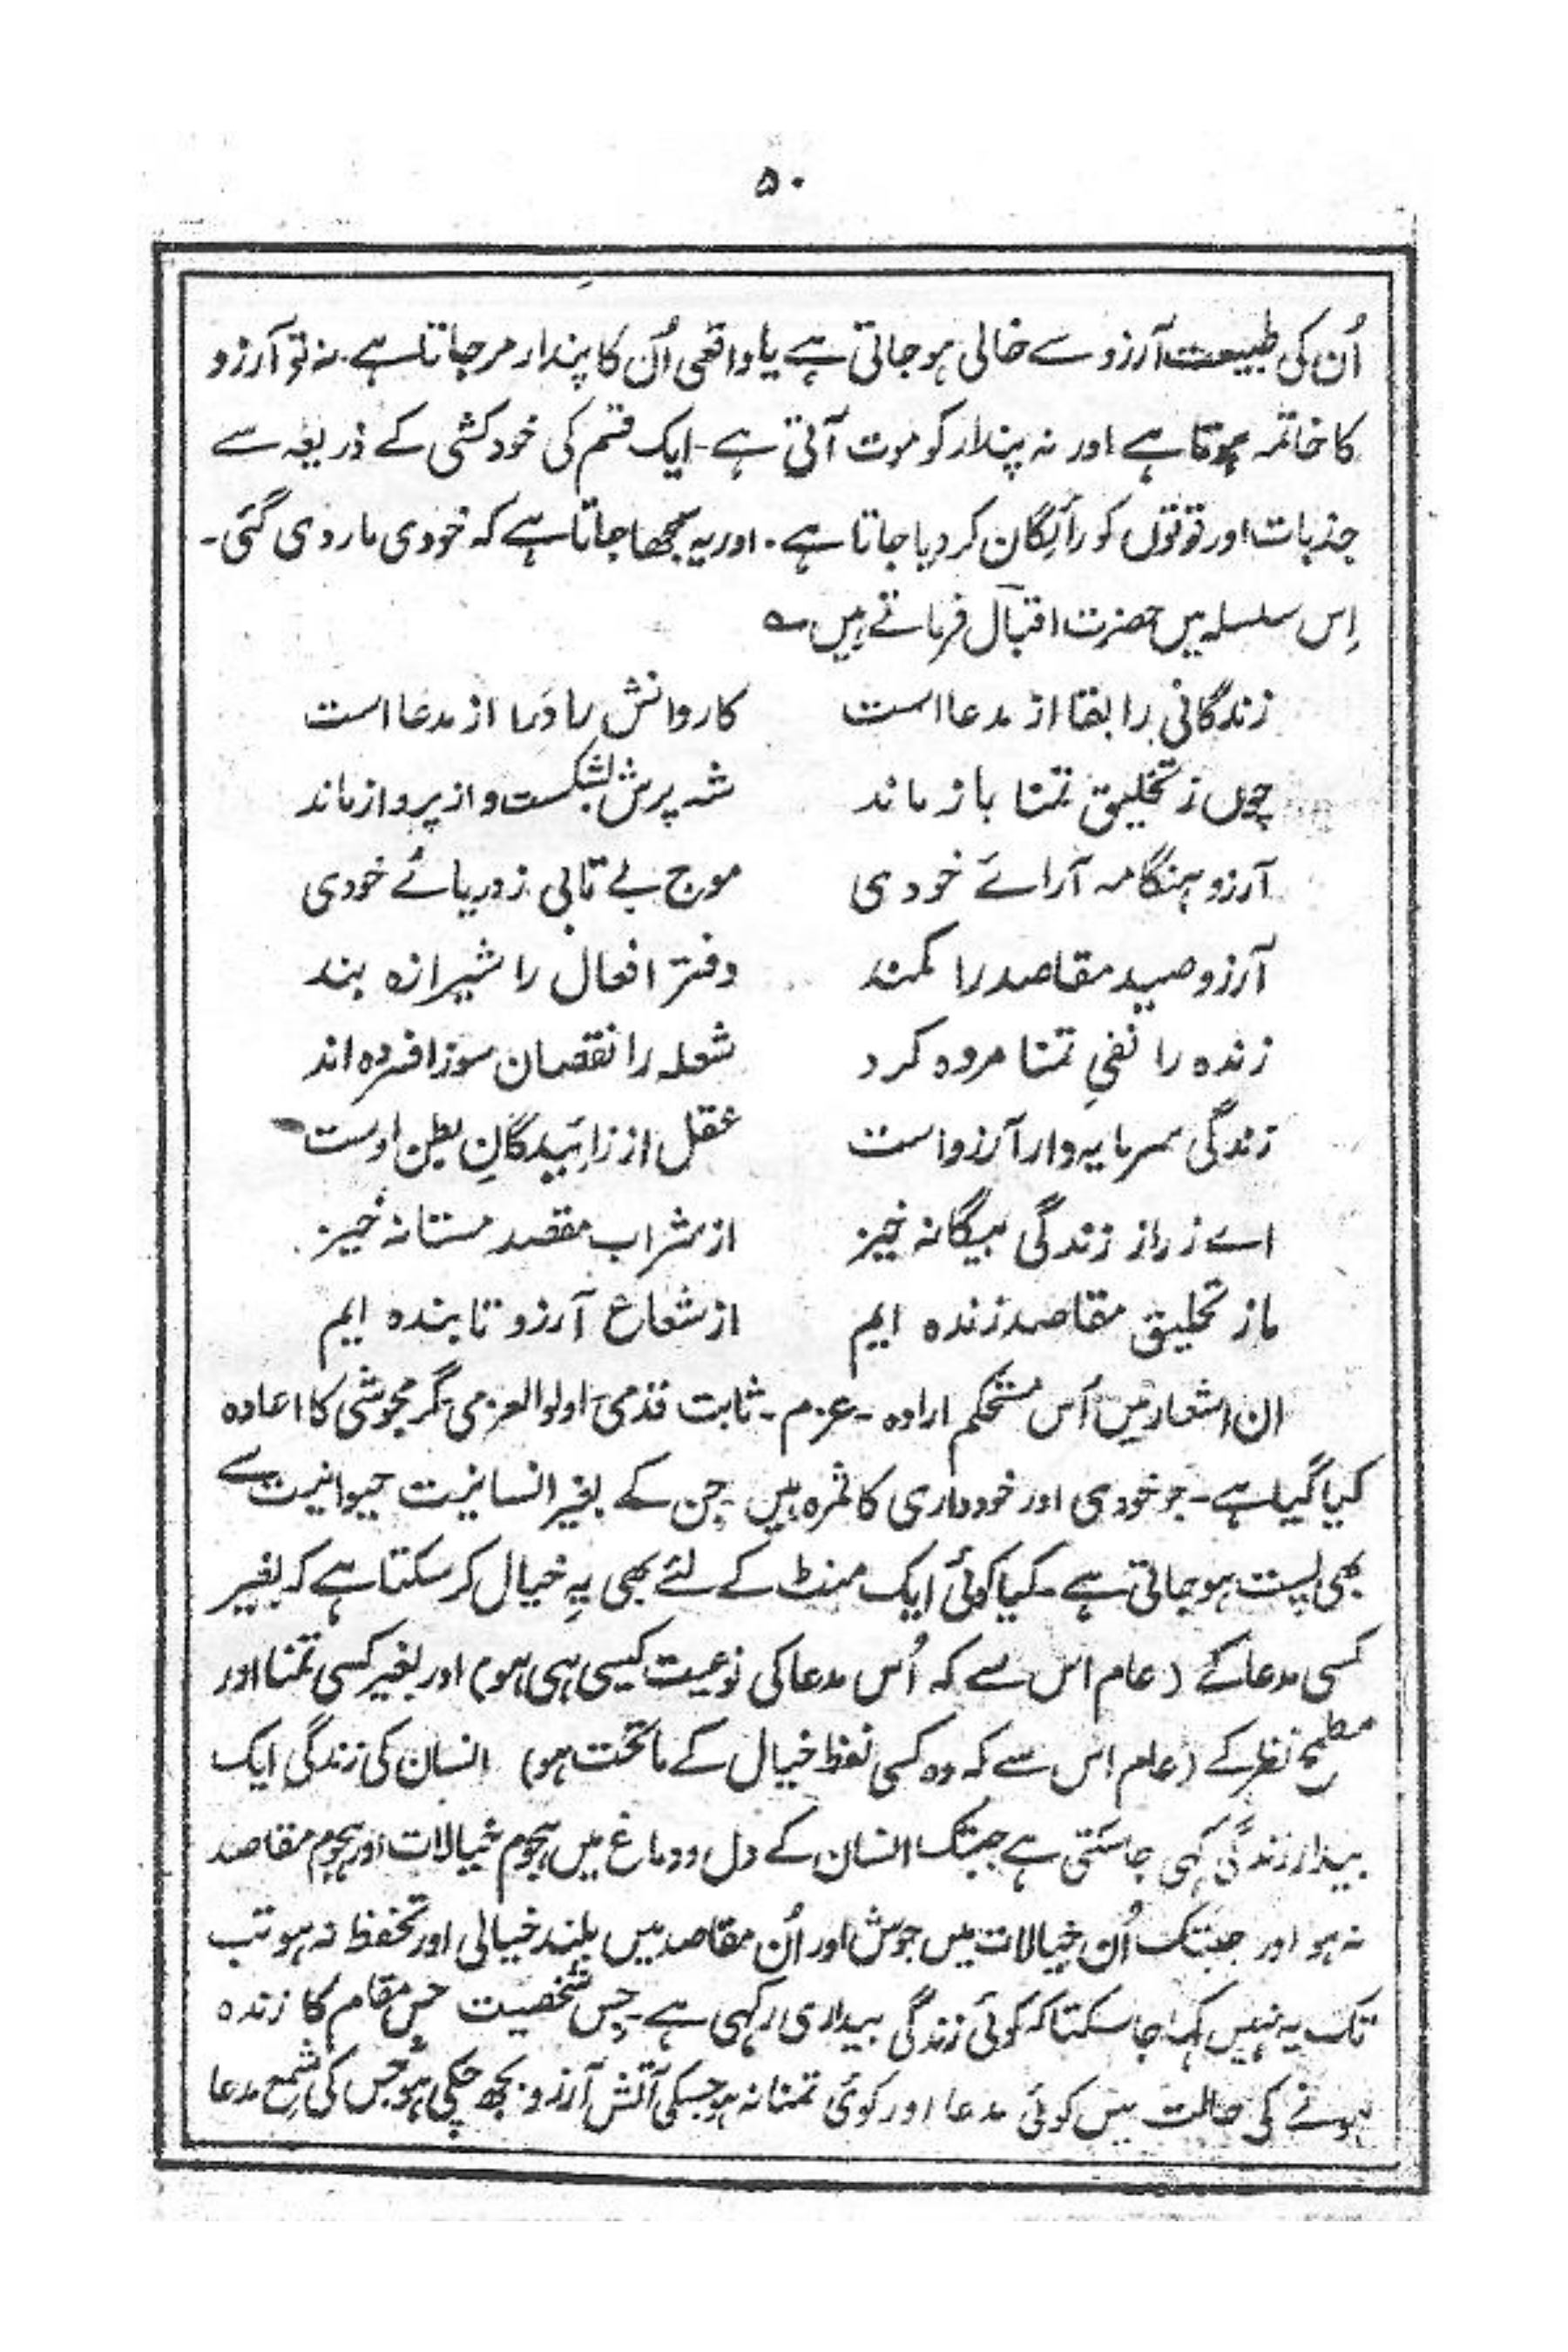 ۵۰
اُن کی طبیعت آرزو سے خالی ہو جاتی ہے یا واقعی اُن کا پندار مر جاتا ہے۔ نہ تو آرزو
کا خاتمہ ہوتا ہے اور نہ پندار کو موت آتی ہے۔ ایک قسم کی خودکشی کے ذریعہ سے
جذبات اور قوتوں کو رائگان کر دیا جاتا ہے۔ اور یہ سمجھا جاتا ہے کہ خودی مار دی گئی۔
اِس سلسلہ میں حضرت اقبال فرماتے ہیں ؎
زندگانی را بقا از مدعا است کاروانش را درا از مدعا است
چوں ز تخلیق تمنا باز ماند شہ پرش بشکست و از پرواز ماند
آرزو ہنگامہ آرائے خودی موج بے تابی ز دریائے خودی
آرزو صید مقاصد را کمند دفتر افعال را شیرازہ بند
زندہ را نفیِ تمنا مردہ کرد شعلہ را نقصان سوز افسردہ اند
زندگی سرمایہ دار آرزو است عقل از زائیدگانِ بطن اوست
اے ز راز زندگی بیگانہ خیز از شراب مقصد مستانہ خیز
ما ز تخلیق مقاصد زندہ ایم از شعاع آرزو تابندہ ایم
ان اشعار میں اُس مستحکم ارادہ۔ عزم۔ ثابت قدمی اولوالعزمی گرمجوشی کا اعادہ
کیا گیا ہے۔ جو خودی اور خودداری کا ثمرہ ہیں۔ جن کے بغیر انسانیت حیوانیت سے
بھی پست ہو جاتی ہے۔ کیا کوئی ایک منٹ کے لئے بھی یہ خیال کر سکتا ہے کہ بغیر
کسی مدعا کے (عام اس سے کہ اُس مدعا کی نوعیت کیسی ہی ہو) اور بغیر کسی تمنا اور
مطمح نظر کے (عام اس سے کہ وہ کسی خیال کے ماتحت ہو) انسان کی زندگی ایک
بیدار زندگی کہی جا سکتی ہے جبتک انسان کے دل و دماغ میں ہجوم خیالات اور ہجوم مقاصد
نہ ہو اور جبتک اُن خیالات میں جوش اور اُن مقاصد میں بلند خیالی اور تحفظ نہ ہو تب
تک یہ نہیں کہا جا سکتا کہ کوئی زندگی بیداری رکھتی ہے۔ جس شخصیت جس مقام کا زندہ
ہونے کی حالت میں کوئی مدعا اور کوئی تمنا نہ ہو جسکی آتش آرزو بجھ چکی ہو جس کی شمع مدعا